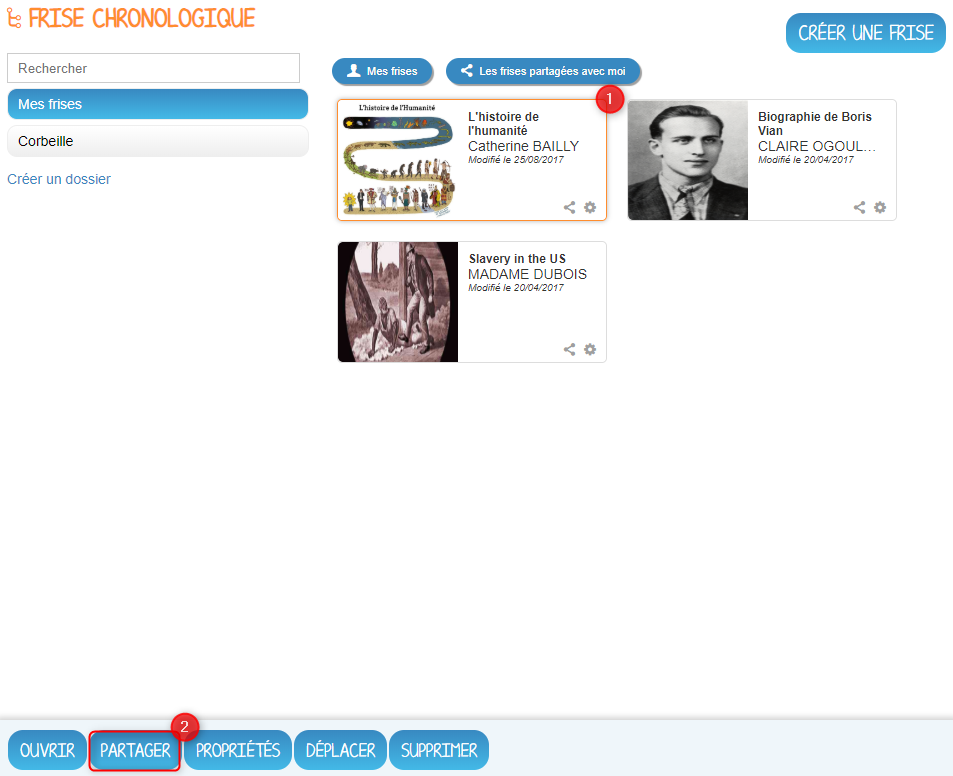 FRISE CHRONOLOGIQUE
CRÉER UNE FRISE
Rechercher
Mes frises
Corbeille
Créer un dossier
Mes frises
Les frises partagées avec moi
1
L'histoire de l'Humanité
L'histoire de
l'humanité
Catherine BAILLY
Modifié le 25/08/2017
Biographie de Boris
Vian
CLAIRE OGOUL...
Modifié le 20/04/2017
Slavery in the US
MADAME DUBOIS
Modifié le 20/04/2017
2
OUVRIR
PARTAGER
PROPRIÉTÉS
DÉPLACER
SUPPRIMER